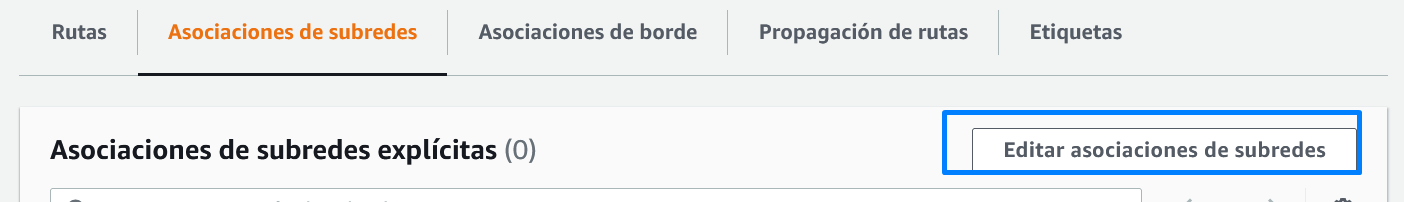 Rutas
Asociaciones de subredes
Asociaciones de borde
Propagación de rutas
Etiquetas
Asociaciones de subredes explícitas (0)
Editar asociaciones de subredes